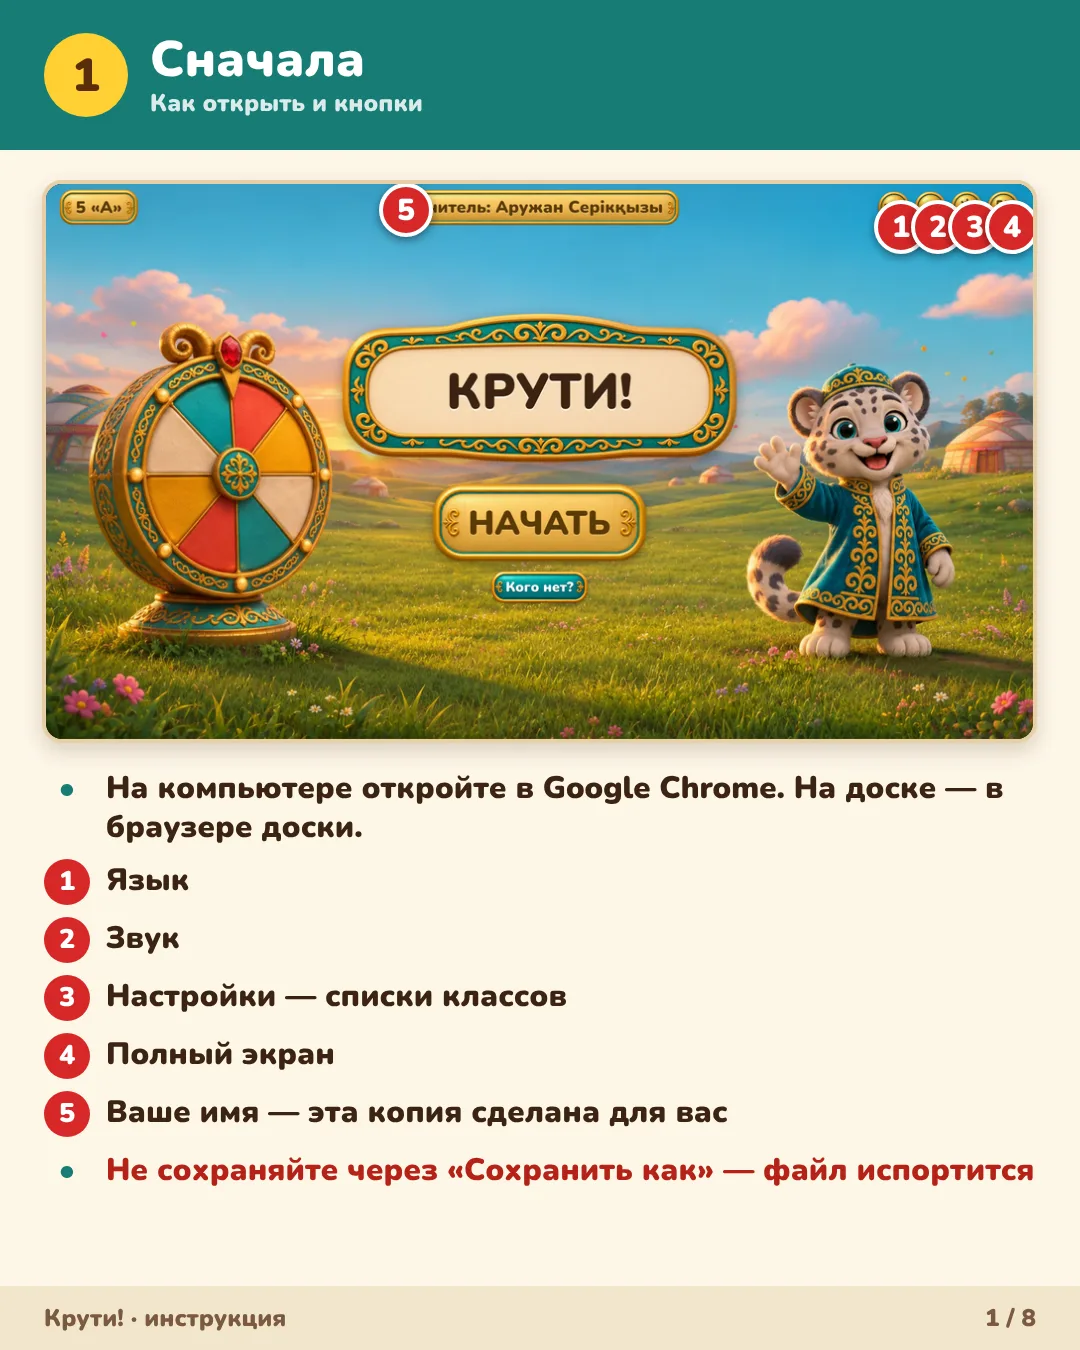 1
Сначала
Как открыть и кнопки
5 «А»
5
Аружан Серікқызы
1 2 3 4
КРУТИ!
НАЧАТЬ
Кого нет?
• На компьютере откройте в Google Chrome. На доске — в
браузере доски.
1 Язык
2 Звук
3 Настройки — списки классов
4 Полный экран
5 Ваше имя — эта копия сделана для вас
• Не сохраняйте через «Сохранить как» — файл испортится
Крути! · инструкция
1 / 8